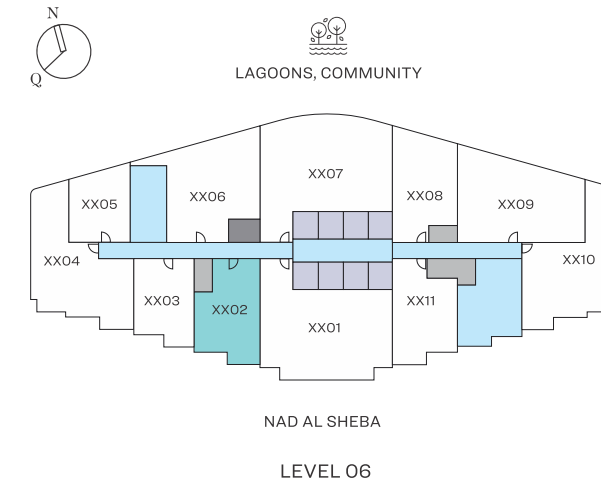 N
Q
LAGOONS, COMMUNITY
XX07
XX08
XX06
XX05
XX09
XX04
XX10
XX03
XX02
XX11
XX01
NAD AL SHEBA
LEVEL 06